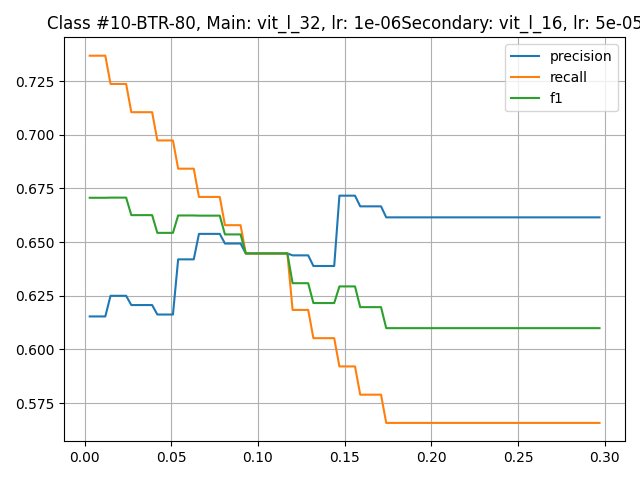 Class #10-BTR-80, Main: vit_l_32, lr: 1e-06Secondary: vit_l_16, lr: 5e-05
precision
recall
f1
0.725
0.700
0.675
0.650
0.625
0.600
0.575
0.00 0.05 0.10 0.15 0.20 0.25 0.30